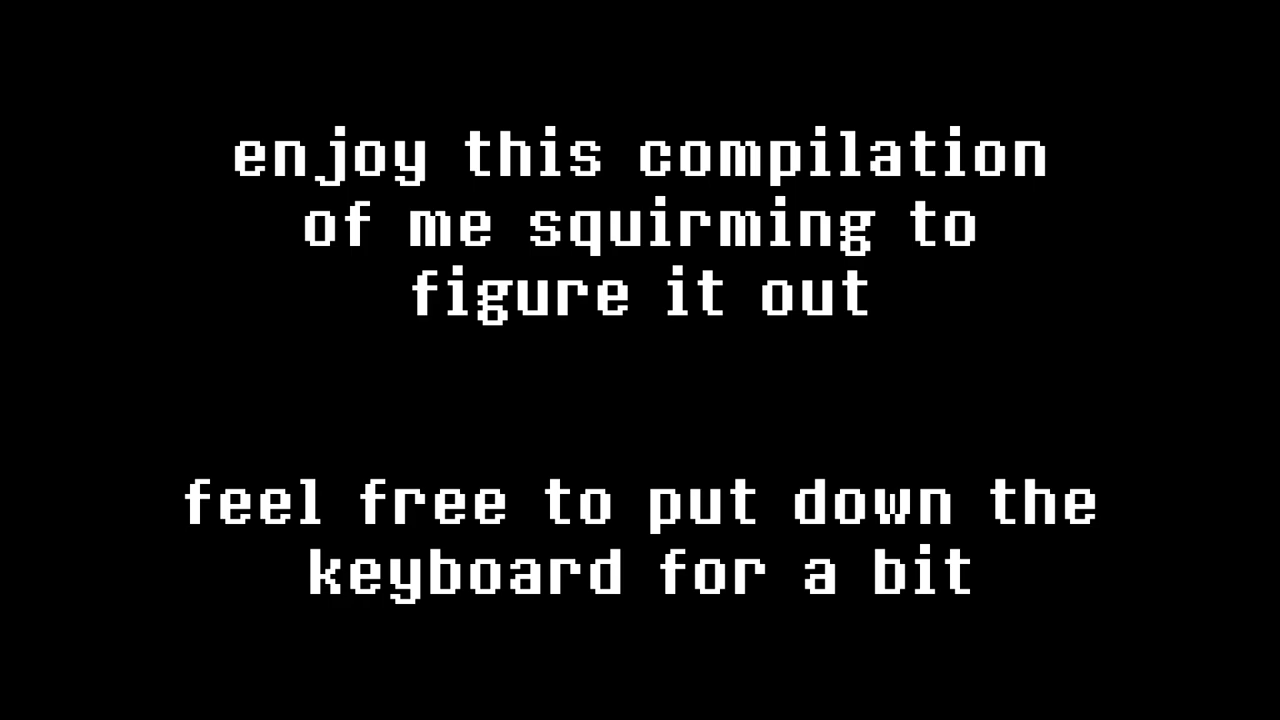 enjoy this compilation
of me squirming to
figure it out
feel free to put down the
keyboard for a bit